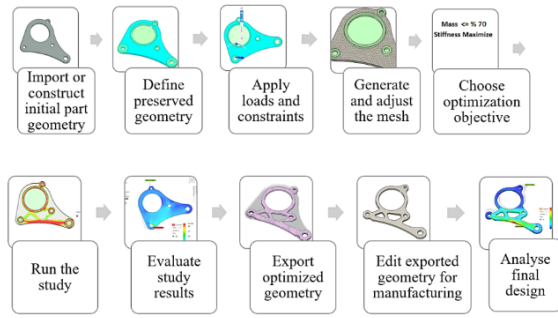 Mass <= % 70
Stiffness Maximize
Import or
construct
initial part
geometry
Define
preserved
geometry
Apply
loads and
constraints
Generate
and adjust
the mesh
Choose
optimization
objective
Run the
study
Evaluate
study
results
Export
optimized
geometry
Edit exported
geometry for
manufacturing
Analyse
final
design